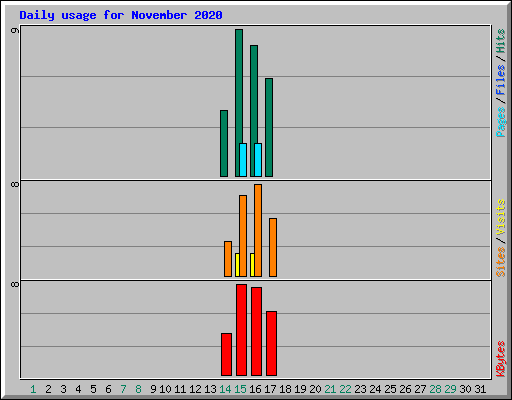 Daily usage for November 2020
9
Pages/Files/Hits
8
Sites/Visits
8
KBytes
1 2 3 4 5 6 7 8 9 10 11 12 13 14 15 16 17 18 19 20 21 22 23 24 25 26 27 28 29 30 31